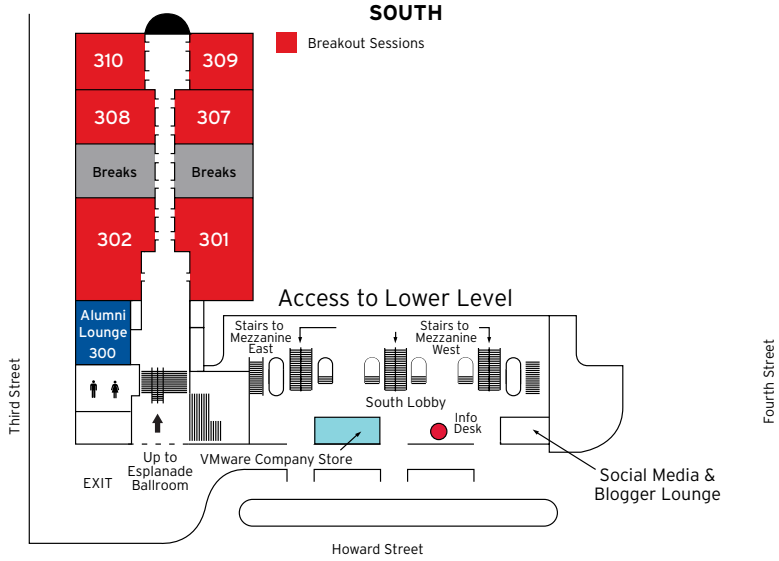 SOUTH
Breakout Sessions
310
309
308
307
Breaks
Breaks
302
301
Access to Lower Level
Alumni
Lounge
300
Stairs to
Mezzanine
East
Stairs to
Mezzanine
West
South Lobby
Info
Desk
Third Street
Fourth Street
EXIT
Up to
Esplanade
Ballroom
VMware Company Store
Social Media &
Blogger Lounge
Howard Street